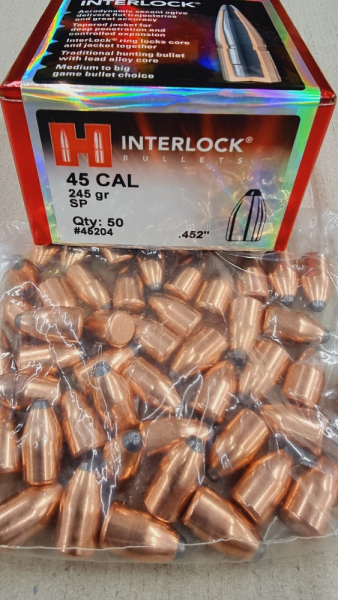 INTERLOCK®
Aerodynamic secant ogive
delivers flat trajectories
and great accuracy
Tapered jacket for
deep penetration and
controlled expansion
InterLock® ring locks core
and jacket together
Traditional hunting bullet
with lead alloy core
Medium to big
game bullet choice
H INTERLOCK®
BULLETS
45 CAL
245 gr
SP
Qty: 50
#45204
.452"